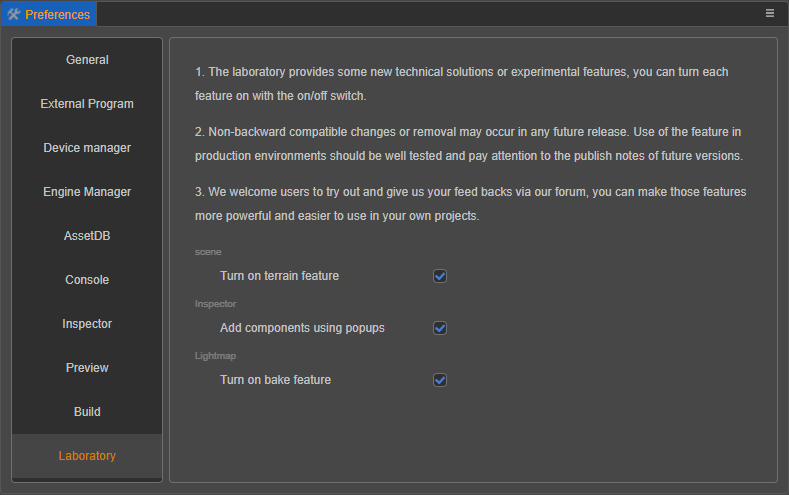 Preferences
General
External Program
Device manager
Engine Manager
AssetDB
Console
Inspector
Preview
Build
Laboratory
1. The laboratory provides some new technical solutions or experimental features, you can turn each
feature on with the on/off switch.
2. Non-backward compatible changes or removal may occur in any future release. Use of the feature in
production environments should be well tested and pay attention to the publish notes of future versions.
3. We welcome users to try out and give us your feed backs via our forum, you can make those features
more powerful and easier to use in your own projects.
scene
Turn on terrain feature
Inspector
Add components using popups
Lightmap
Turn on bake feature